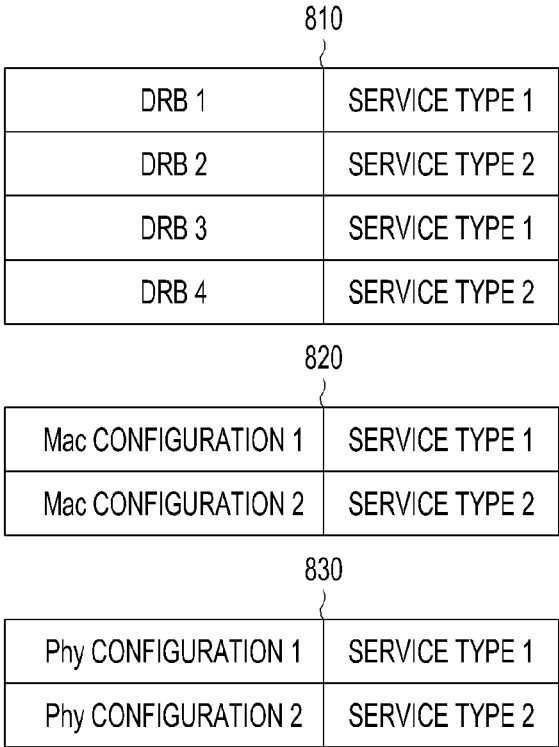 810
DRB 1 SERVICE TYPE 1
DRB 2 SERVICE TYPE 2
DRB 3 SERVICE TYPE 1
DRB 4 SERVICE TYPE 2
820
Mac CONFIGURATION 1 SERVICE TYPE 1
Mac CONFIGURATION 2 SERVICE TYPE 2
830
Phy CONFIGURATION 1 SERVICE TYPE 1
Phy CONFIGURATION 2 SERVICE TYPE 2